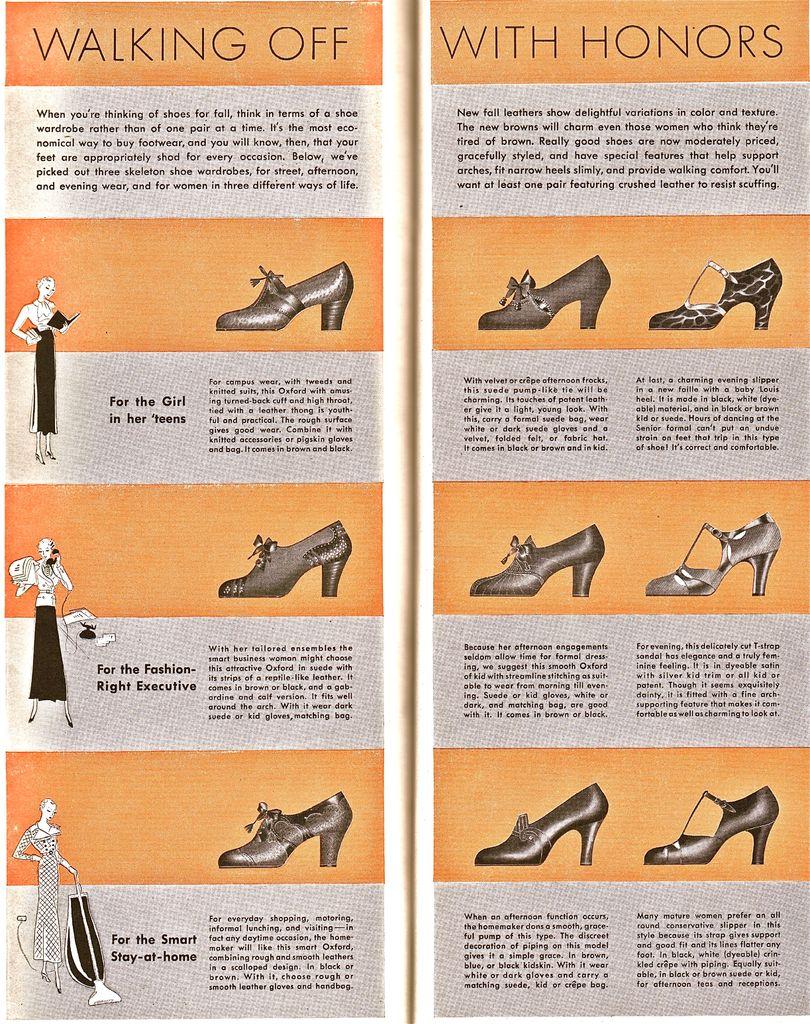 WALKING OFF WITH HONORS
When you're thinking of shoes for fall, think in terms of a shoe
wardrobe rather than of one pair at a time. It's the most eco-
nomical way to buy footwear, and you will know, then, that your
feet are appropriately shod for every occasion. Below, we've
picked out three skeleton shoe wardrobes, for street, afternoon,
and evening wear, and for women in three different ways of life.
New fall leathers show delightful variations in color and texture.
The new browns will charm even those women who think they're
tired of brown. Really good shoes are now moderately priced,
gracefully styled, and have special features that help support
arches, fit narrow heels slimly, and provide walking comfort. You'll
want at least one pair featuring crushed leather to resist scuffing.
For the Girl
in her 'teens
For campus wear, with tweeds and
knitted suits, this Oxford with amus-
ing turned-back cuff and high throat,
tied with a leather thong is youth-
ful and practical. The rough surface
gives good wear. Combine it with
knitted accessories or pigskin gloves
and bag. It comes in brown and black.
With velvet or crêpe afternoon frocks,
this suede pump-like tie will be
charming. Its touches of patent leath-
er give it a light, young look. With
this, carry a formal suede bag, wear
white or dark suede gloves and a
velvet, folded felt, or fabric hat.
It comes in black or brown and in kid.
At last, a charming evening slipper
in a new faille with a baby Louis
heel. It is made in black, white (dye-
able) material, and in black or brown
kid or suede. Hours of dancing at the
Senior formal can't put an undue
strain on feet that trip in this type
of shoe! It's correct and comfortable.
For the Fashion-
Right Executive
With her tailored ensembles the
smart business woman might choose
this attractive Oxford in suede with
its strips of a reptile-like leather. It
comes in brown or black, and a gab-
ardine and calf version. It fits well
around the arch. With it wear dark
suede or kid gloves, matching bag.
Because her afternoon engagements
seldom allow time for formal dress-
ing, we suggest this smooth Oxford
of kid with streamline stitching as suit-
able to wear from morning till even-
ing. Suede or kid gloves, white or
dark, and matching bag, are good
with it. It comes in brown or black.
For evening, this delicately cut T-strap
sandal has elegance and a truly fem-
inine feeling. It is in dyeable satin
with silver kid trim or all kid or
patent. Though it seems exquisitely
dainty, it is fitted with a fine arch-
supporting feature that makes it com-
fortable as well as charming to look at.
For the Smart
Stay-at-home
For everyday shopping, motoring,
informal lunching, and visiting—in
fact any daytime occasion, the home-
maker will like this smart Oxford,
combining rough and smooth leathers
in a scalloped design. In black or
brown. With it, choose rough or
smooth leather gloves and handbag.
When an afternoon function occurs,
the homemaker dons a smooth, grace-
ful pump of this type. The discreet
decoration of piping on this model
gives it a simple grace. In brown,
blue, or black kidskin. With it wear
white or dark gloves and carry a
matching suede, kid or crêpe bag.
Many mature women prefer an all
round conservative slipper in this
style because its strap gives support
and good fit and its lines flatter any
foot. In black, white (dyeable) crin-
kled crêpe with piping. Equally suit-
able, in black or brown suede or kid,
for afternoon teas and receptions.